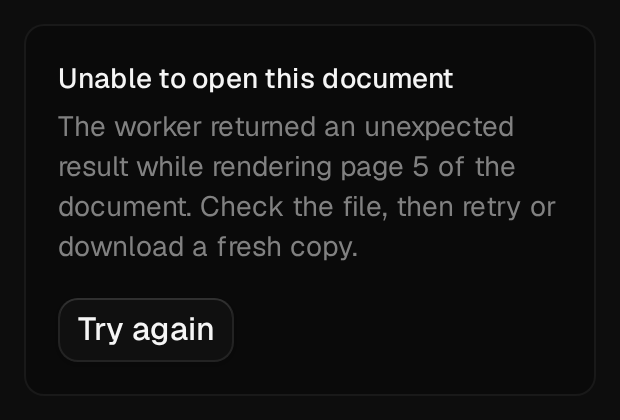 Unable to open this document
The worker returned an unexpected
result while rendering page 5 of the
document. Check the file, then retry or
download a fresh copy.
Try again